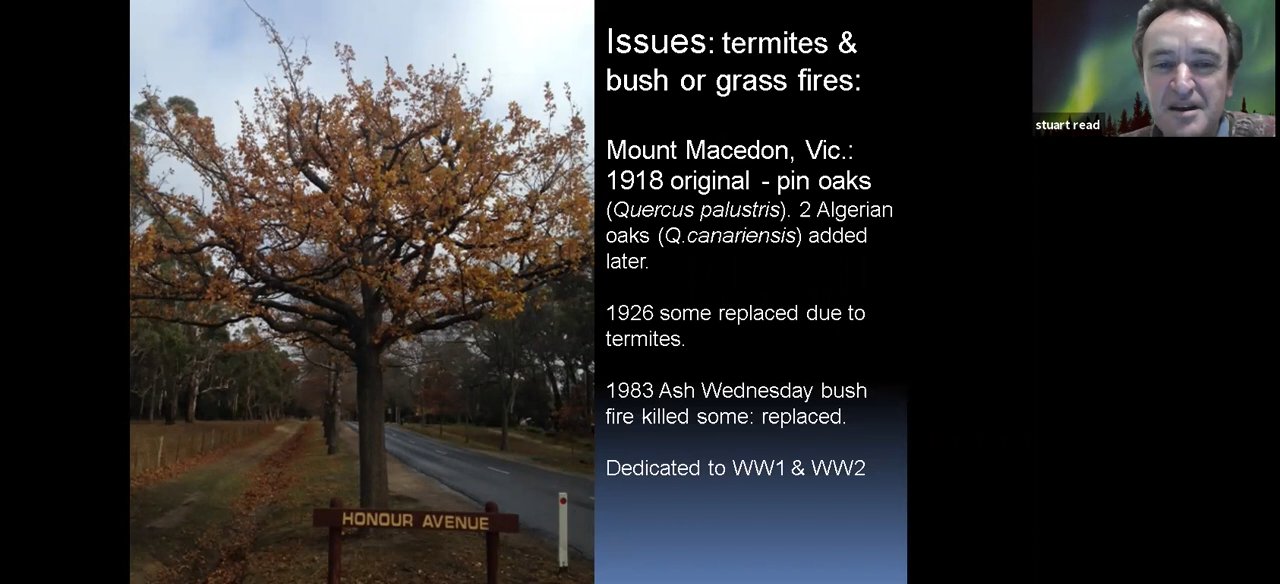 Issues: termites &
bush or grass fires:
Mount Macedon, Vic.:
1918 original - pin oaks
(Quercus palustris). 2 Algerian
oaks (Q.canariensis) added
later.
1926 some replaced due to
termites.
1983 Ash Wednesday bush
fire killed some: replaced.
Dedicated to WW1 & WW2
HONOUR AVENUE
stuart read